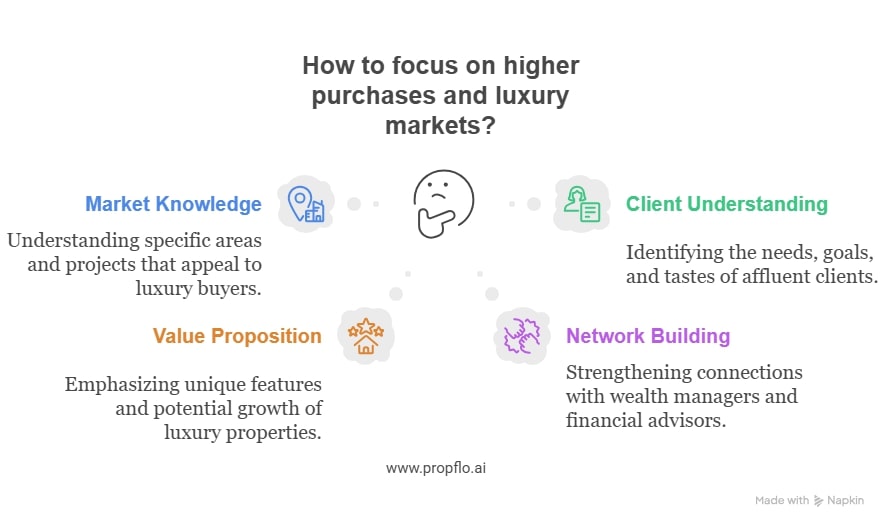 How to focus on higher
purchases and luxury
markets?
Market Knowledge
Understanding specific areas
and projects that appeal to
luxury buyers.
Client Understanding
Identifying the needs, goals,
and tastes of affluent clients.
Value Proposition
Emphasizing unique features
and potential growth of
luxury properties.
Network Building
Strengthening connections
with wealth managers and
financial advisors.
www.propflo.ai
Made with Napkin